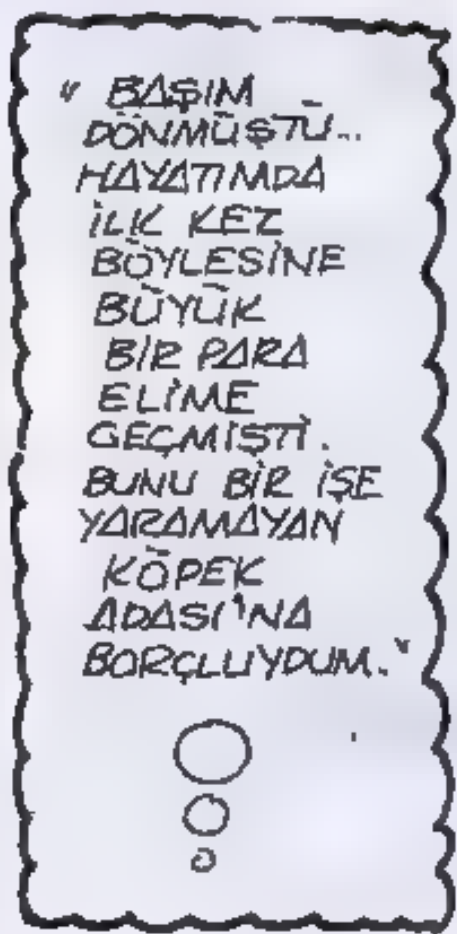 " BAŞIM
DÖNMÜŞTÜ...
HAYATIMDA
İLK KEZ
BÖYLESİNE
BÜYÜK
BİR PARA
ELİME
GEÇMİŞTİ.
BUNU BİR İŞE
YARAMAYAN
KÖPEK
ADASI'NA
BORÇLUYDUM."